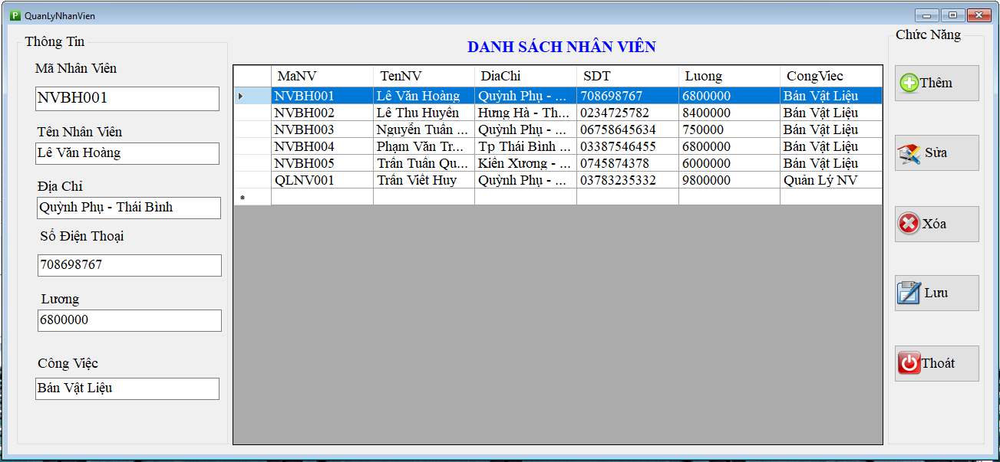 QuanLyNhanVien
Thông Tin
Mã Nhân Viên
NVBH001
Tên Nhân Viên
Lê Văn Hoàng
Địa Chỉ
Quỳnh Phụ - Thái Bình
Số Điện Thoại
708698767
Lương
6800000
Công Việc
Bán Vật Liệu
DANH SÁCH NHÂN VIÊN
MaNV TenNV DiaChi SDT Luong CongViec
NVBH001 Lê Văn Hoàng Quỳnh Phụ - ... 708698767 6800000 Bán Vật Liệu
NVBH002 Lê Thu Huyền Hưng Hà - Th... 0234725782 8400000 Bán Vật Liệu
NVBH003 Nguyễn Tuấn ... Quỳnh Phụ - ... 06758645634 750000 Bán Vật Liệu
NVBH004 Phạm Văn Tr... Tp Thái Bình ... 03387546455 6800000 Bán Vật Liệu
NVBH005 Trần Tuấn Qu... Kiến Xương - ... 0745874378 6000000 Bán Vật Liệu
QLNV001 Trần Viết Huy Quỳnh Phụ - ... 03783235332 9800000 Quản Lý NV
Chức Năng
Thêm
Sửa
Xóa
Lưu
Thoát